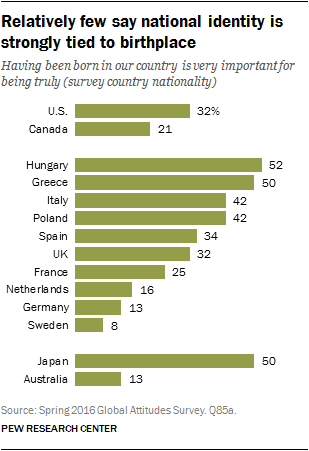 Relatively few say national identity is
strongly tied to birthplace
Having been born in our country is very important for
being truly (survey country nationality)
U.S. 32%
Canada 21
Hungary 52
Greece 50
Italy 42
Poland 42
Spain 34
UK 32
France 25
Netherlands 16
Germany 13
Sweden 8
Japan 50
Australia 13
Source: Spring 2016 Global Attitudes Survey. Q85a.
PEW RESEARCH CENTER